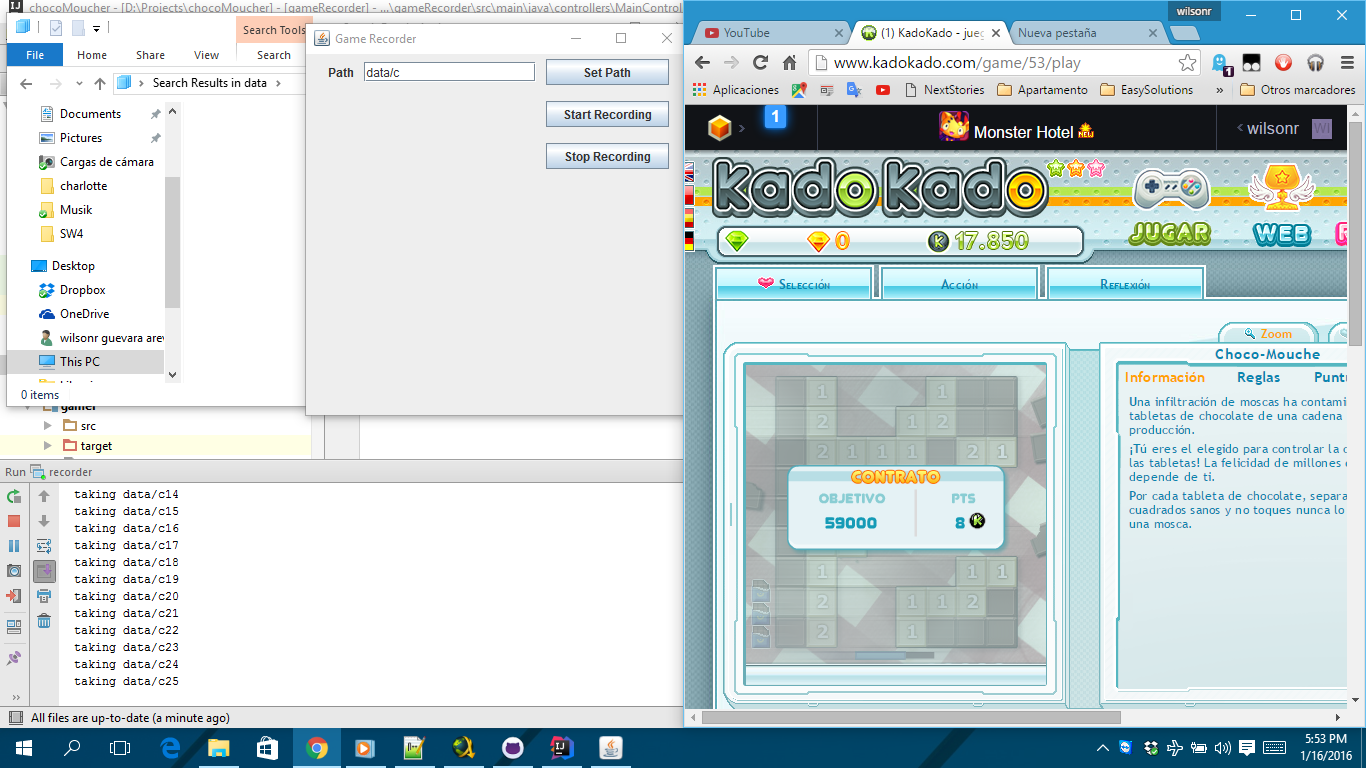 chocoMoucher - [D:\Projects\chocoMoucher] - [gameRecorder] - ...\gameRecorder\src\main\java\controllers\MainControl
Search Tools
File
Home
Share
View
Search
Search Results in data
Documents
Pictures
Cargas de cámara
charlotte
Musik
SW4
Desktop
Dropbox
OneDrive
wilsonr guevara arev
This PC
0 items
Game Recorder
Path
data/c
Set Path
Start Recording
Stop Recording
gamer
src
target
Run
recorder
taking data/c14
taking data/c15
taking data/c16
taking data/c17
taking data/c18
taking data/c19
taking data/c20
taking data/c21
taking data/c22
taking data/c23
taking data/c24
taking data/c25
All files are up-to-date (a minute ago)
wilsonr
YouTube
(1) KadoKado - jueg
Nueva pestaña
www.kadokado.com/game/53/play
1
Aplicaciones
NextStories
Apartamento
EasySolutions
»
Otros marcadores
1
Monster Hotel
NEW
wilsonr
WI
kadokado
0
K
17.850
JUGAR
WEB
Selección
Acción
Reflexión
Zoom
Choco-Mouche
Información
Reglas
Puntu
Una infiltración de moscas ha contami
tabletas de chocolate de una cadena
producción.
¡Tú eres el elegido para controlar la c
las tabletas! La felicidad de millones
depende de ti.
Por cada tableta de chocolate, separa
cuadrados sanos y no toques nunca lo
una mosca.
1 1
2 1 1
2 1 1 1 2 1
CONTRATO
OBJETIVO
PTS
59000
8 K
1 1 1
2 1 1 2
2 1
5:53 PM
1/16/2016